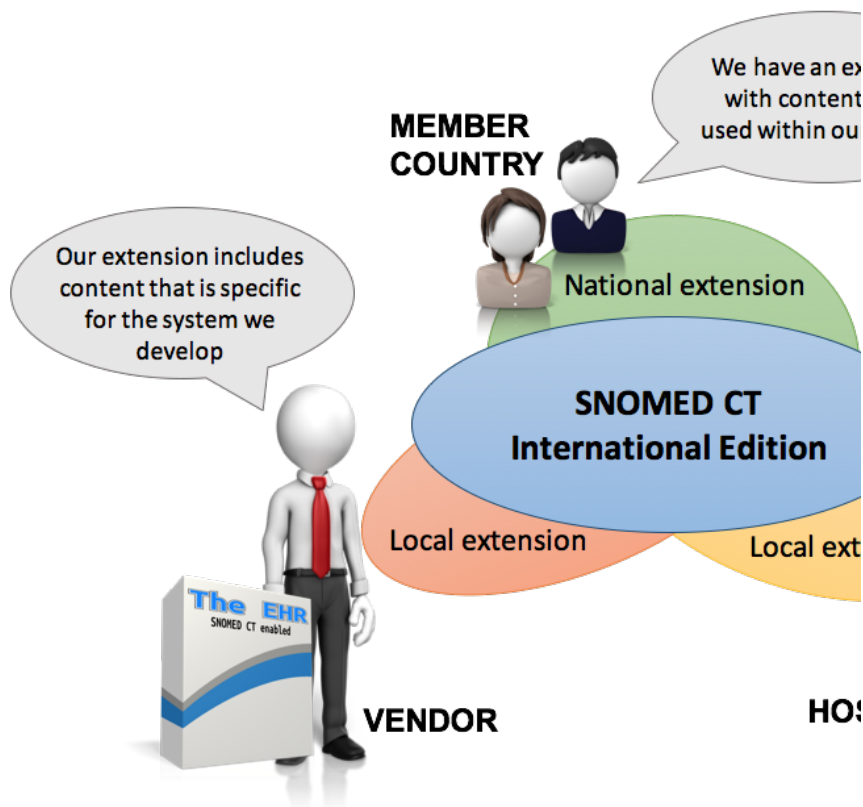 We have an ex
with content
used within ou
MEMBER
COUNTRY
Our extension includes
content that is specific
for the system we
develop
National extension
SNOMED CT
International Edition
Local extension
Local ext
The EHR
SNOMED CT enabled
VENDOR
HOS